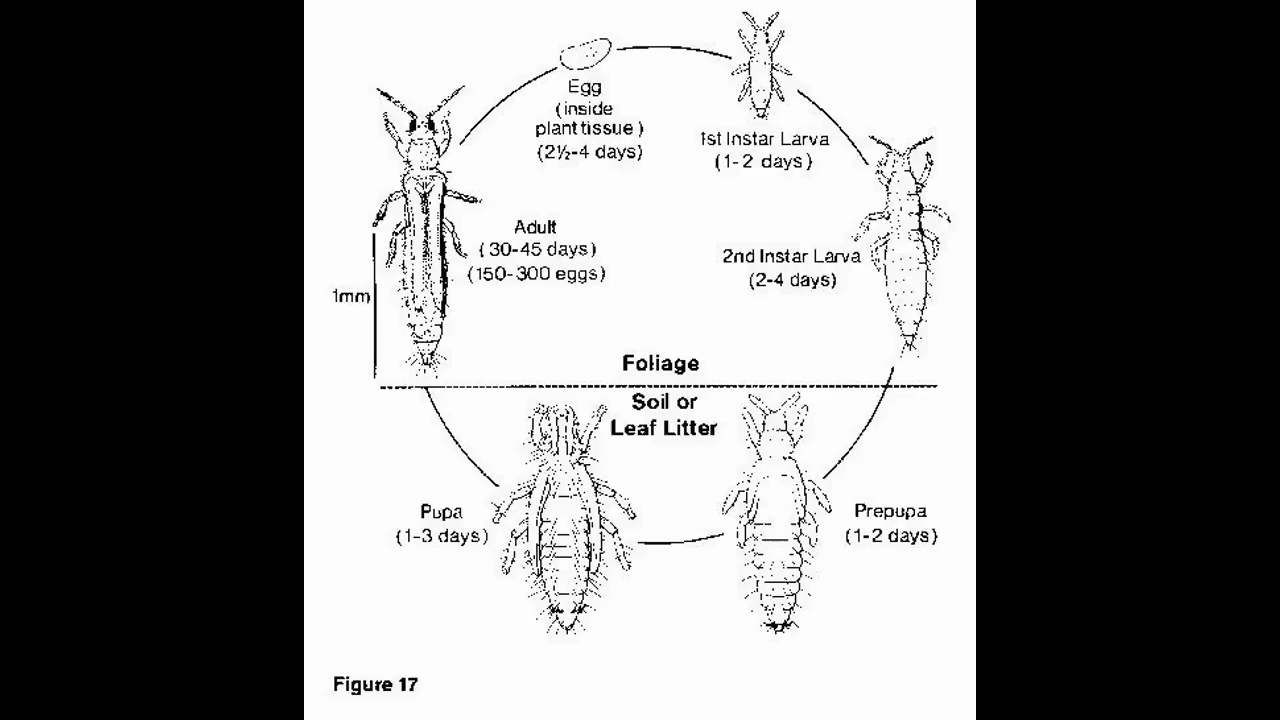 Egg
(inside
plant tissue)
(2½-4 days)
1st Instar Larva
(1-2 days)
2nd Instar Larva
(2-4 days)
Adult
(30-45 days)
(150-300 eggs)
1mm
Foliage
Soil or
Leaf Litter
Pupa
(1-3 days)
Prepupa
(1-2 days)
Figure 17